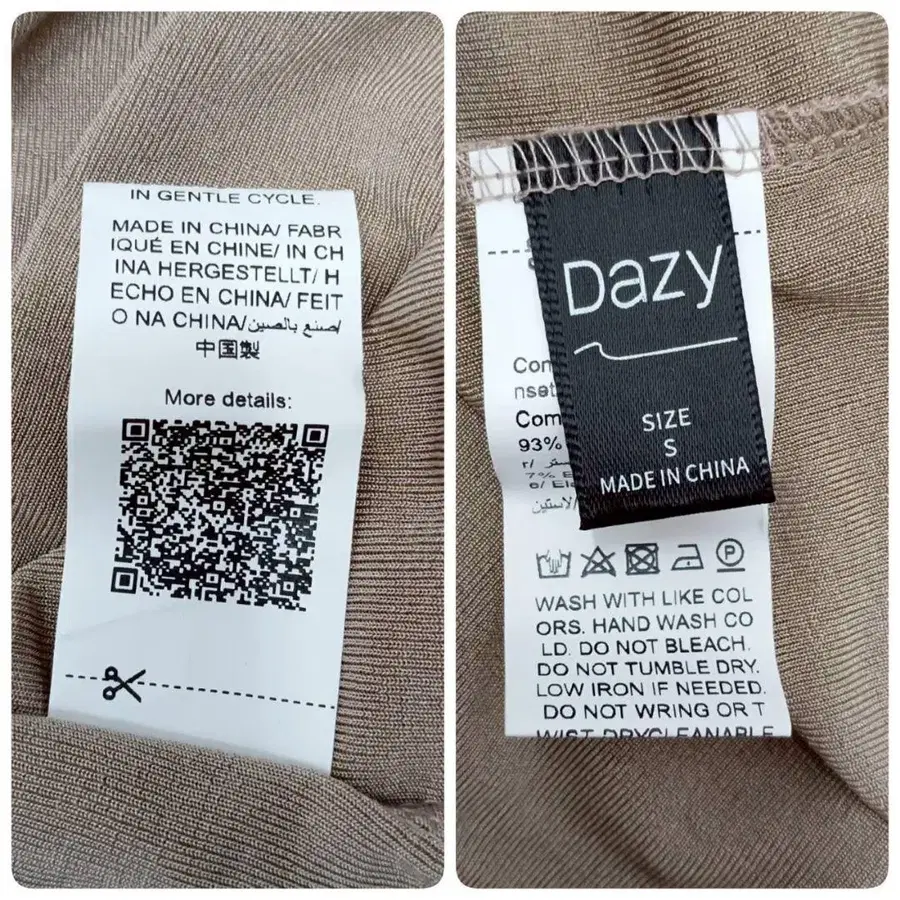 IN GENTLE CYCLE.
MADE IN CHINA/ FABR
IQUÉ EN CHINE/ IN CH
INA HERGESTELLT/ H
ECHO EN CHINA/ FEIT
O NA CHINA/صنع بالصين/
中国製
More details:
Dazy
SIZE
S
MADE IN CHINA
93%
7%
WASH WITH LIKE COL
ORS. HAND WASH CO
LD. DO NOT BLEACH.
DO NOT TUMBLE DRY.
LOW IRON IF NEEDED.
DO NOT WRING OR T
WIST. DRYCLEANABLE